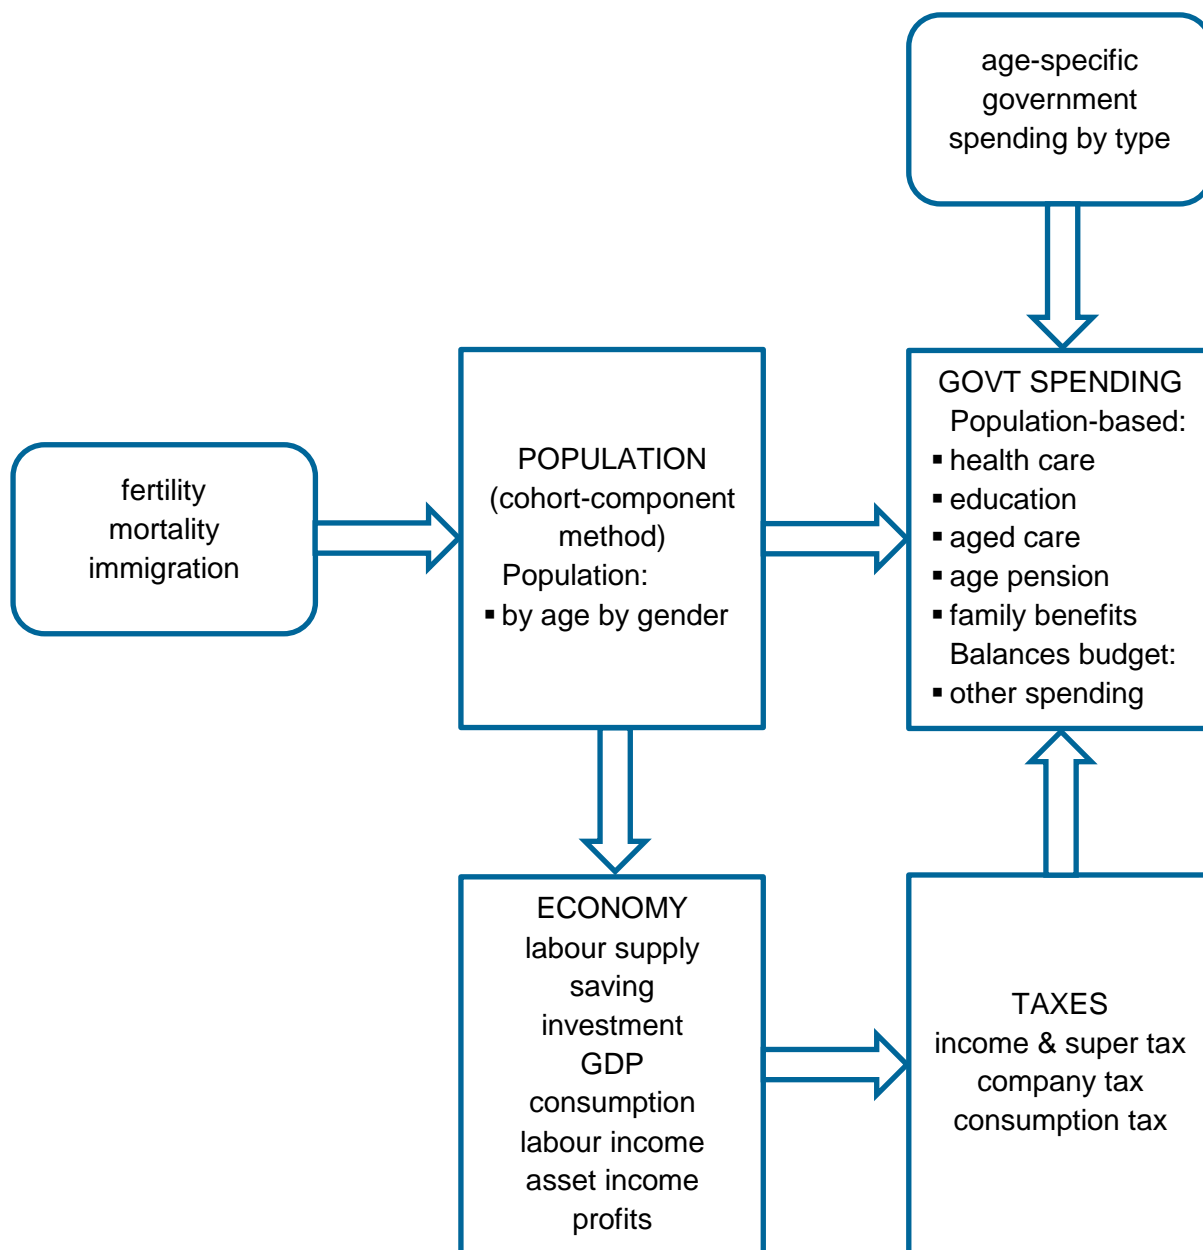 age-specific
government
spending by type
fertility
mortality
immigration
POPULATION
(cohort-component
method)
Population:
▪ by age by gender
GOVT SPENDING
Population-based:
▪ health care
▪ education
▪ aged care
▪ age pension
▪ family benefits
Balances budget:
▪ other spending
ECONOMY
labour supply
saving
investment
GDP
consumption
labour income
asset income
profits
TAXES
income & super tax
company tax
consumption tax